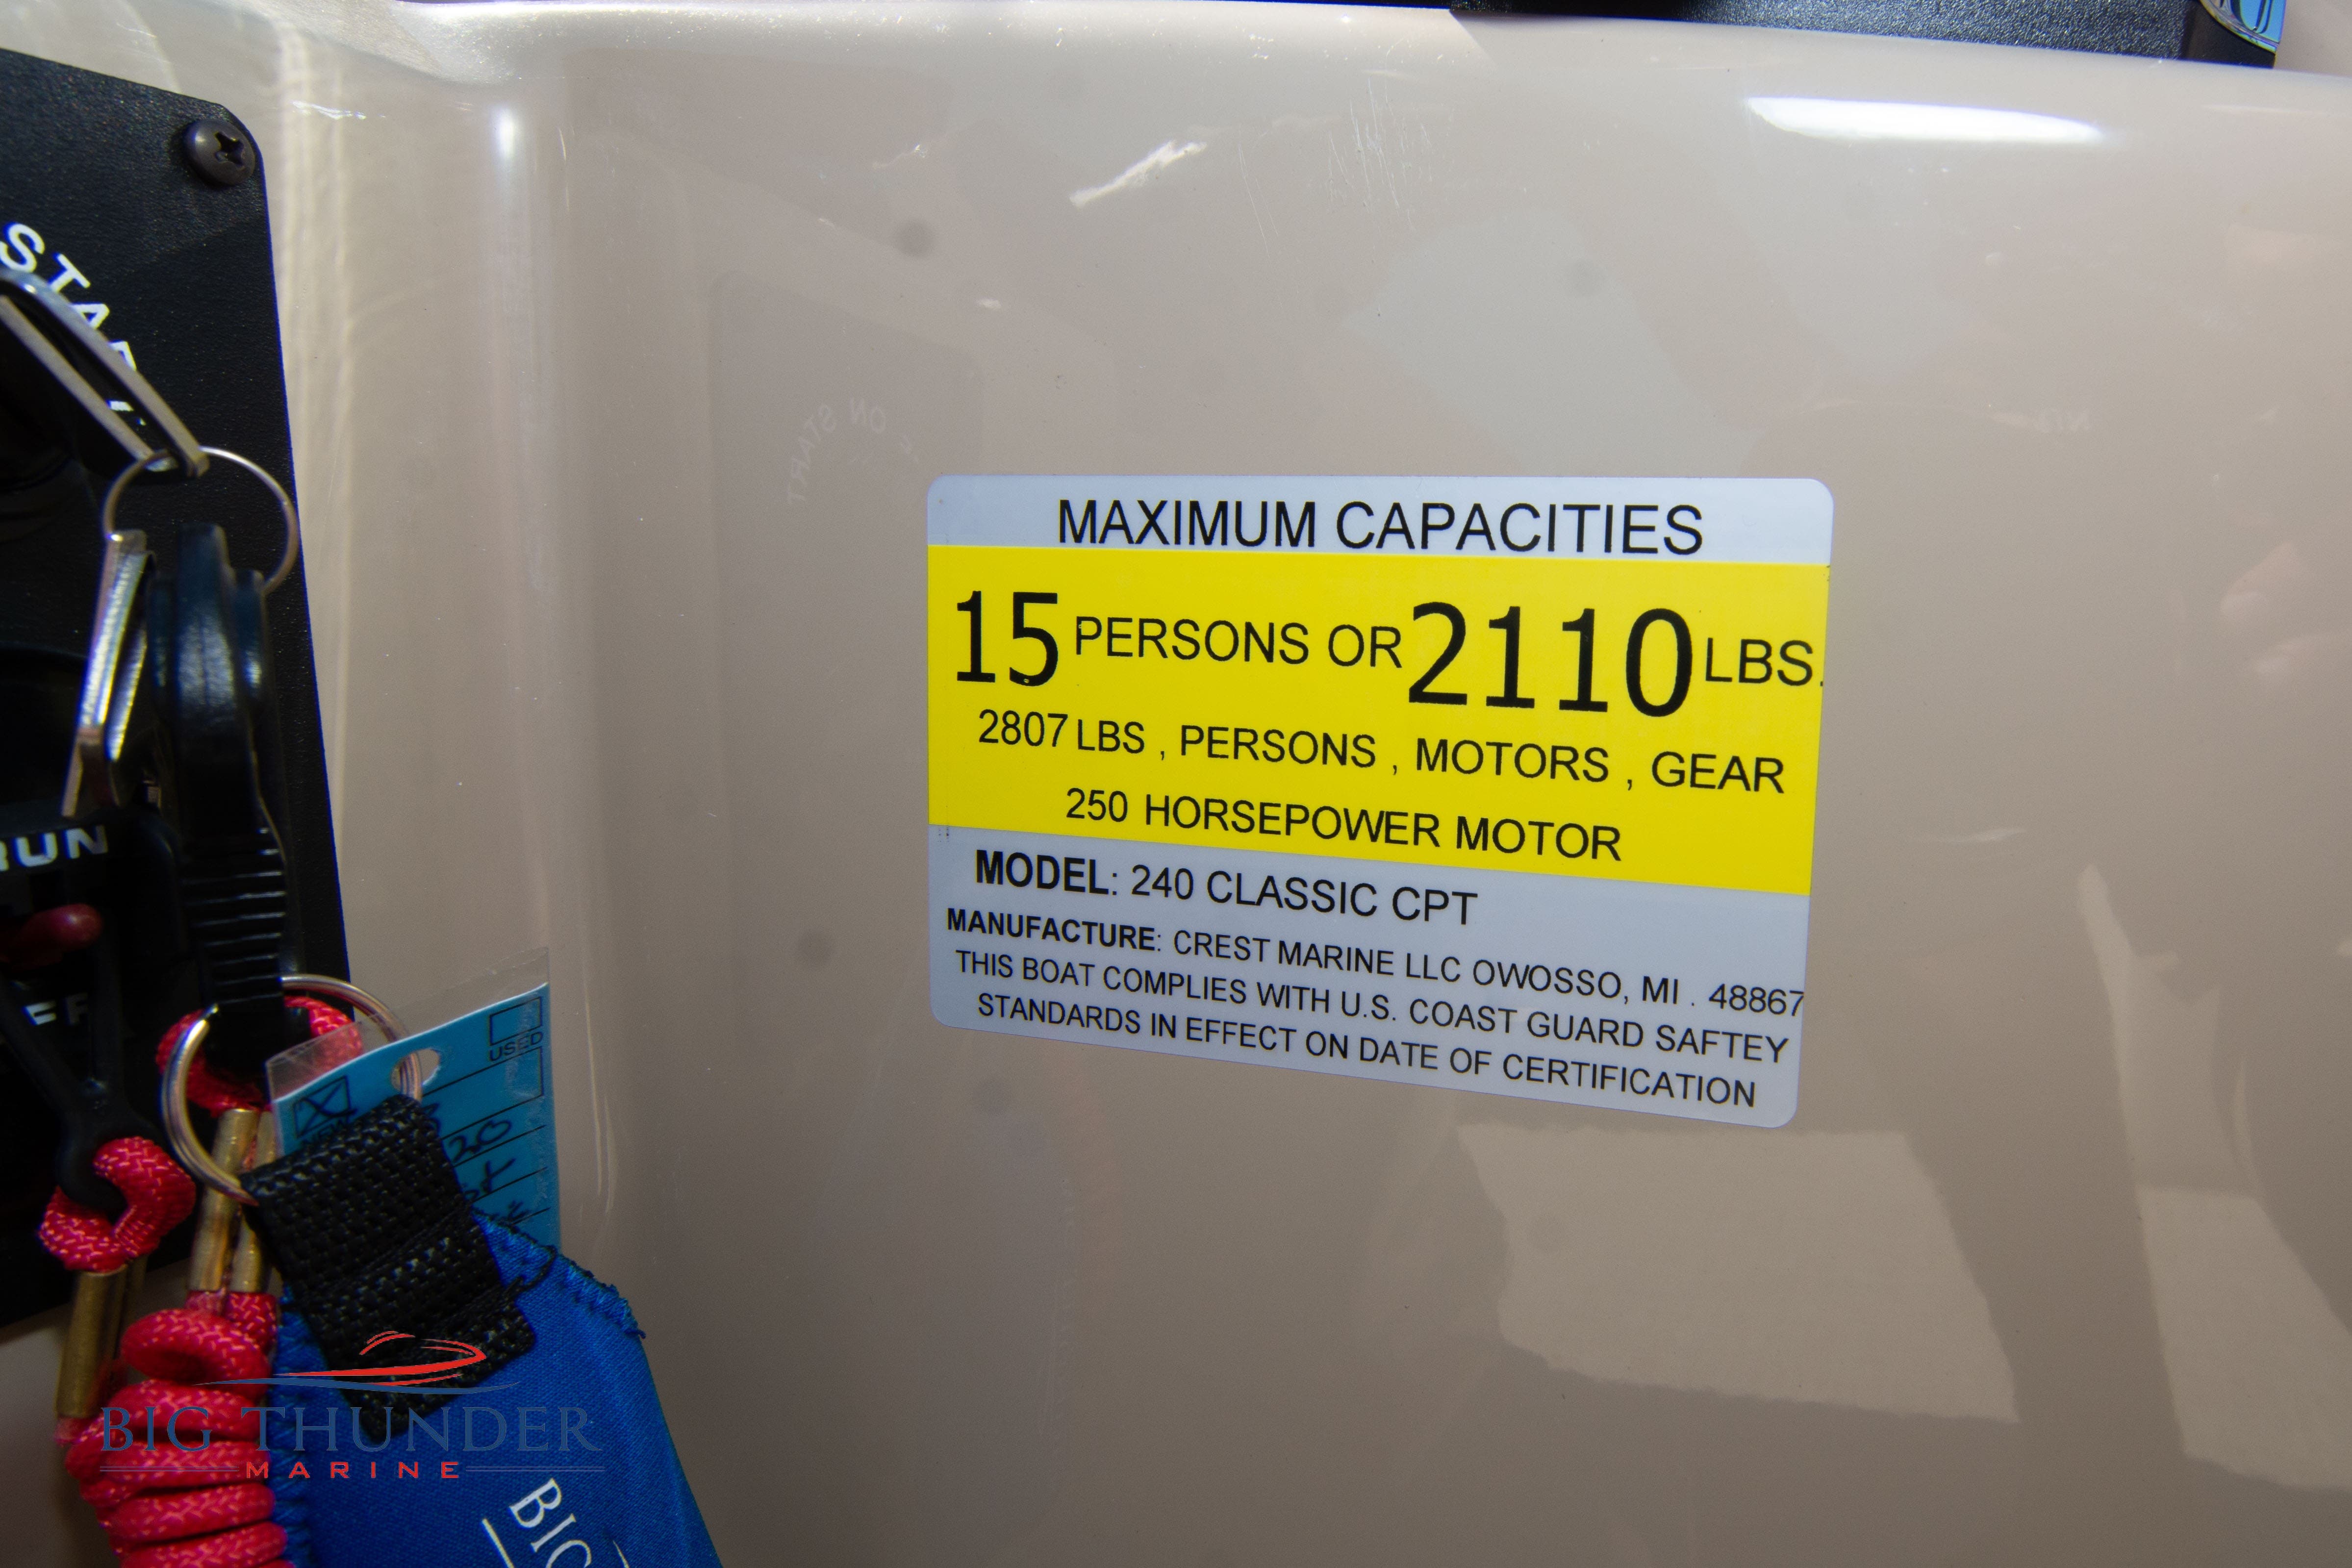 MAXIMUM CAPACITIES
15 PERSONS OR 2110 LBS.
2807 LBS , PERSONS , MOTORS , GEAR
250 HORSEPOWER MOTOR
MODEL: 240 CLASSIC CPT
MANUFACTURE: CREST MARINE LLC OWOSSO, MI . 48867
THIS BOAT COMPLIES WITH U.S. COAST GUARD SAFTEY
STANDARDS IN EFFECT ON DATE OF CERTIFICATION
RUN
USED
20
BIG THUNDER
MARINE
BIG